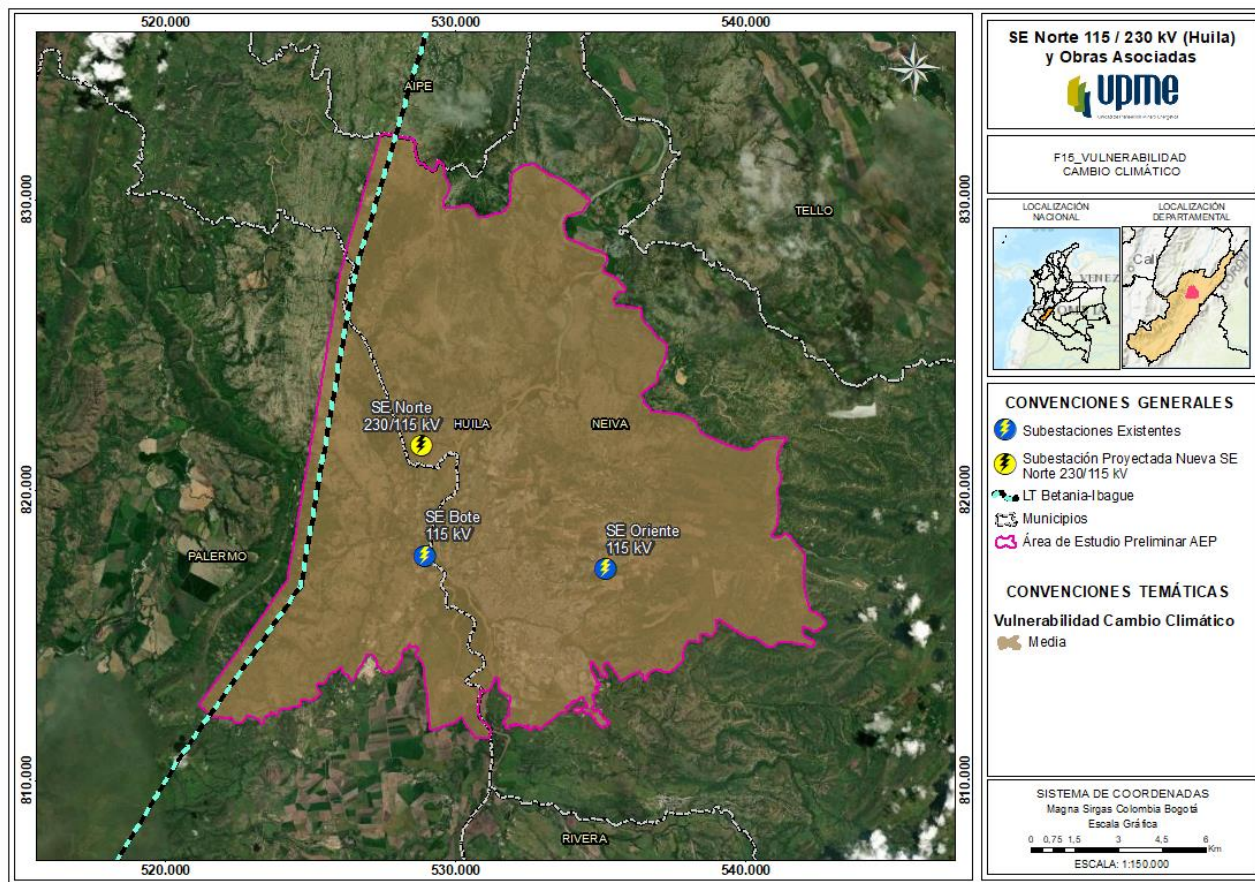 520.000
530.000
540.000
830.000
820.000
810.000
AIPE
TELLO
SE Norte
230/115 kV
HUILA
NEIVA
SE Bote
115 kV
SE Oriente
115 kV
PALERMO
RIVERA
830.000
820.000
810.000
520.000
530.000
540.000
SE Norte 115 / 230 kV (Huila)
y Obras Asociadas
upme
F15_VULNERABILIDAD
CAMBIO CLIMÁTICO
LOCALIZACIÓN
NACIONAL
LOCALIZACIÓN
DEPARTAMENTAL
VENEZ
Cali
CONVENCIONES GENERALES
Subestaciones Existentes
Subestación Proyectada Nueva SE
Norte 230/115 kV
LT Betania-Ibague
Municipios
Área de Estudio Preliminar AEP
CONVENCIONES TEMÁTICAS
Vulnerabilidad Cambio Climático
Media
SISTEMA DE COORDENADAS
Magna Sirgas Colombia Bogotá
Escala Gráfica
0 0,75 1,5 3 4,5 6
Km
ESCALA: 1:150.000